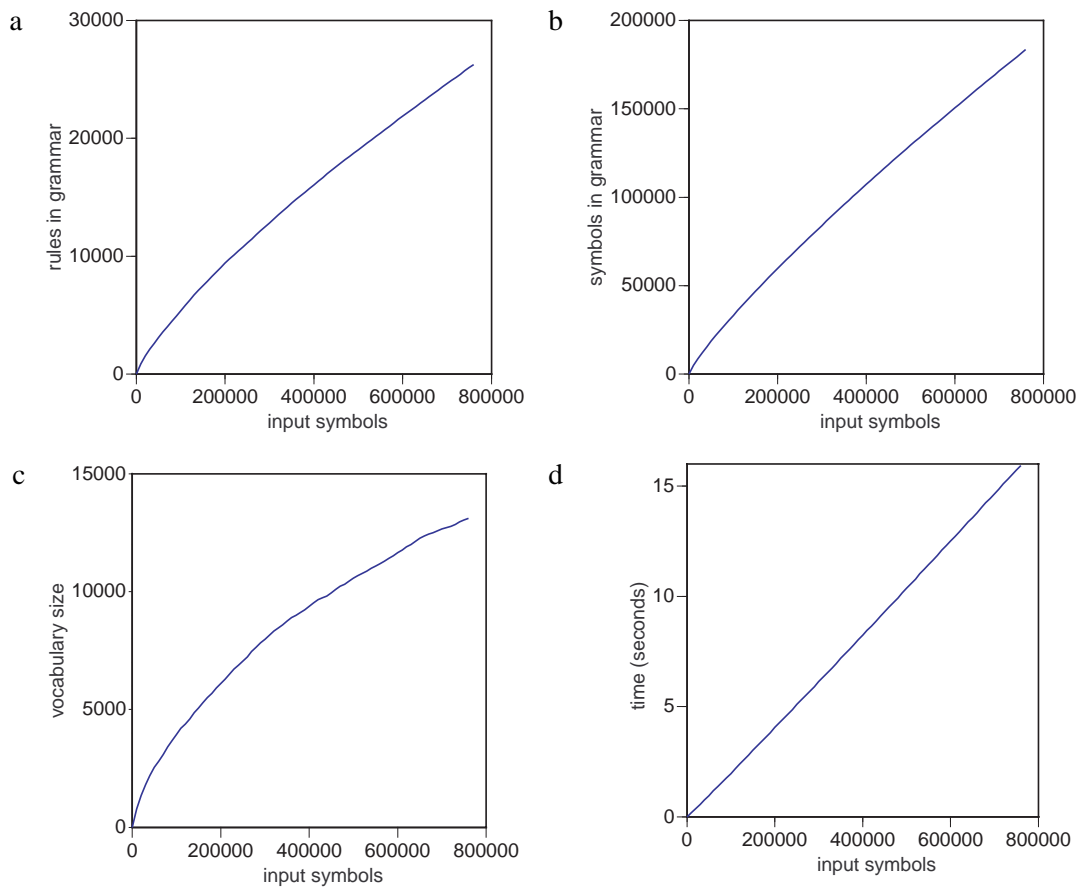 a
30000
20000
10000
0
rules in grammar
0 200000 400000 600000 800000
input symbols
b
200000
150000
100000
50000
0
symbols in grammar
0 200000 400000 600000 800000
input symbols
c
15000
10000
5000
0
vocabulary size
0 200000 400000 600000 800000
input symbols
d
15
10
5
0
time (seconds)
0 200000 400000 600000 800000
input symbols